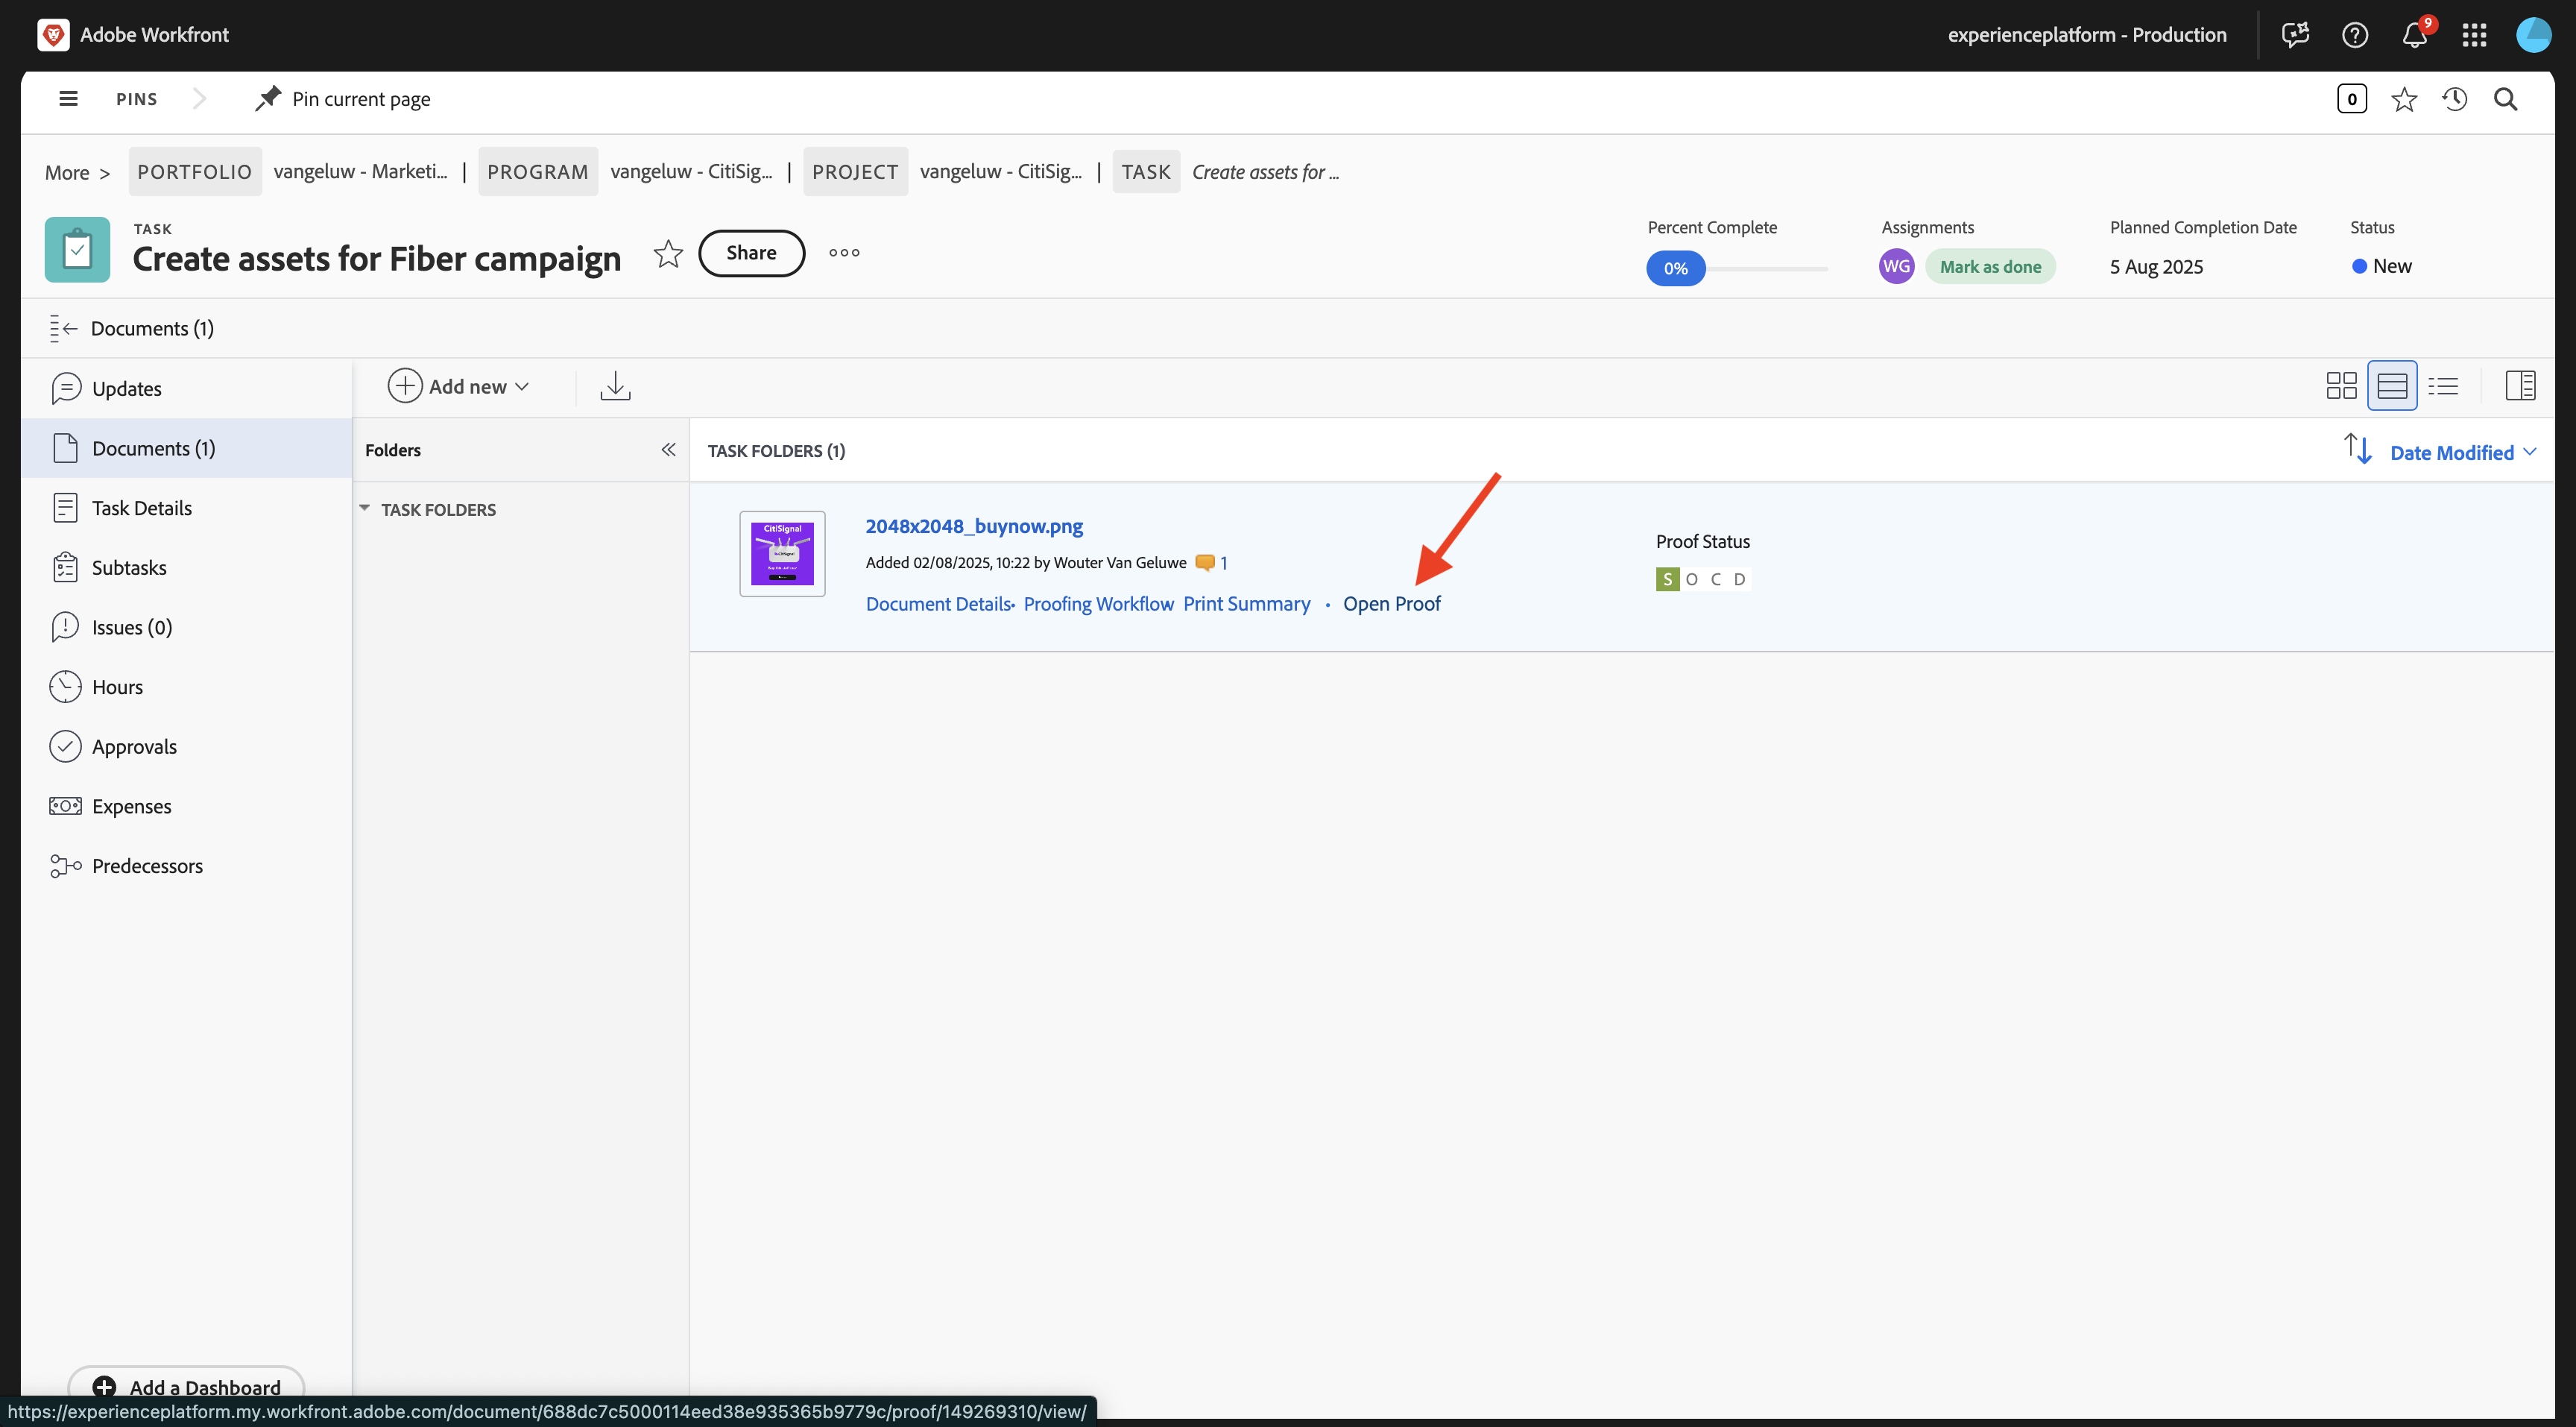 Adobe Workfront
experienceplatform - Production
9
PINS
Pin current page
0
More >
PORTFOLIO vangeluw - Marketi... | PROGRAM vangeluw - CitiSig... | PROJECT vangeluw - CitiSig... | TASK Create assets for ...
TASK
Create assets for Fiber campaign
Share
Percent Complete
0%
Assignments
WG Mark as done
Planned Completion Date
5 Aug 2025
Status
New
Documents (1)
Updates
Documents (1)
Task Details
Subtasks
Issues (0)
Hours
Approvals
Expenses
Predecessors
Add a Dashboard
Add new
Folders
TASK FOLDERS
TASK FOLDERS (1)
Date Modified
CitiSignal
2048x2048_buynow.png
Added 02/08/2025, 10:22 by Wouter Van Geluwe 1
Document Details • Proofing Workflow Print Summary • Open Proof
Proof Status
S O C D
https://experienceplatform.my.workfront.adobe.com/document/688dc7c5000114eed38e935365b9779c/proof/149269310/view/